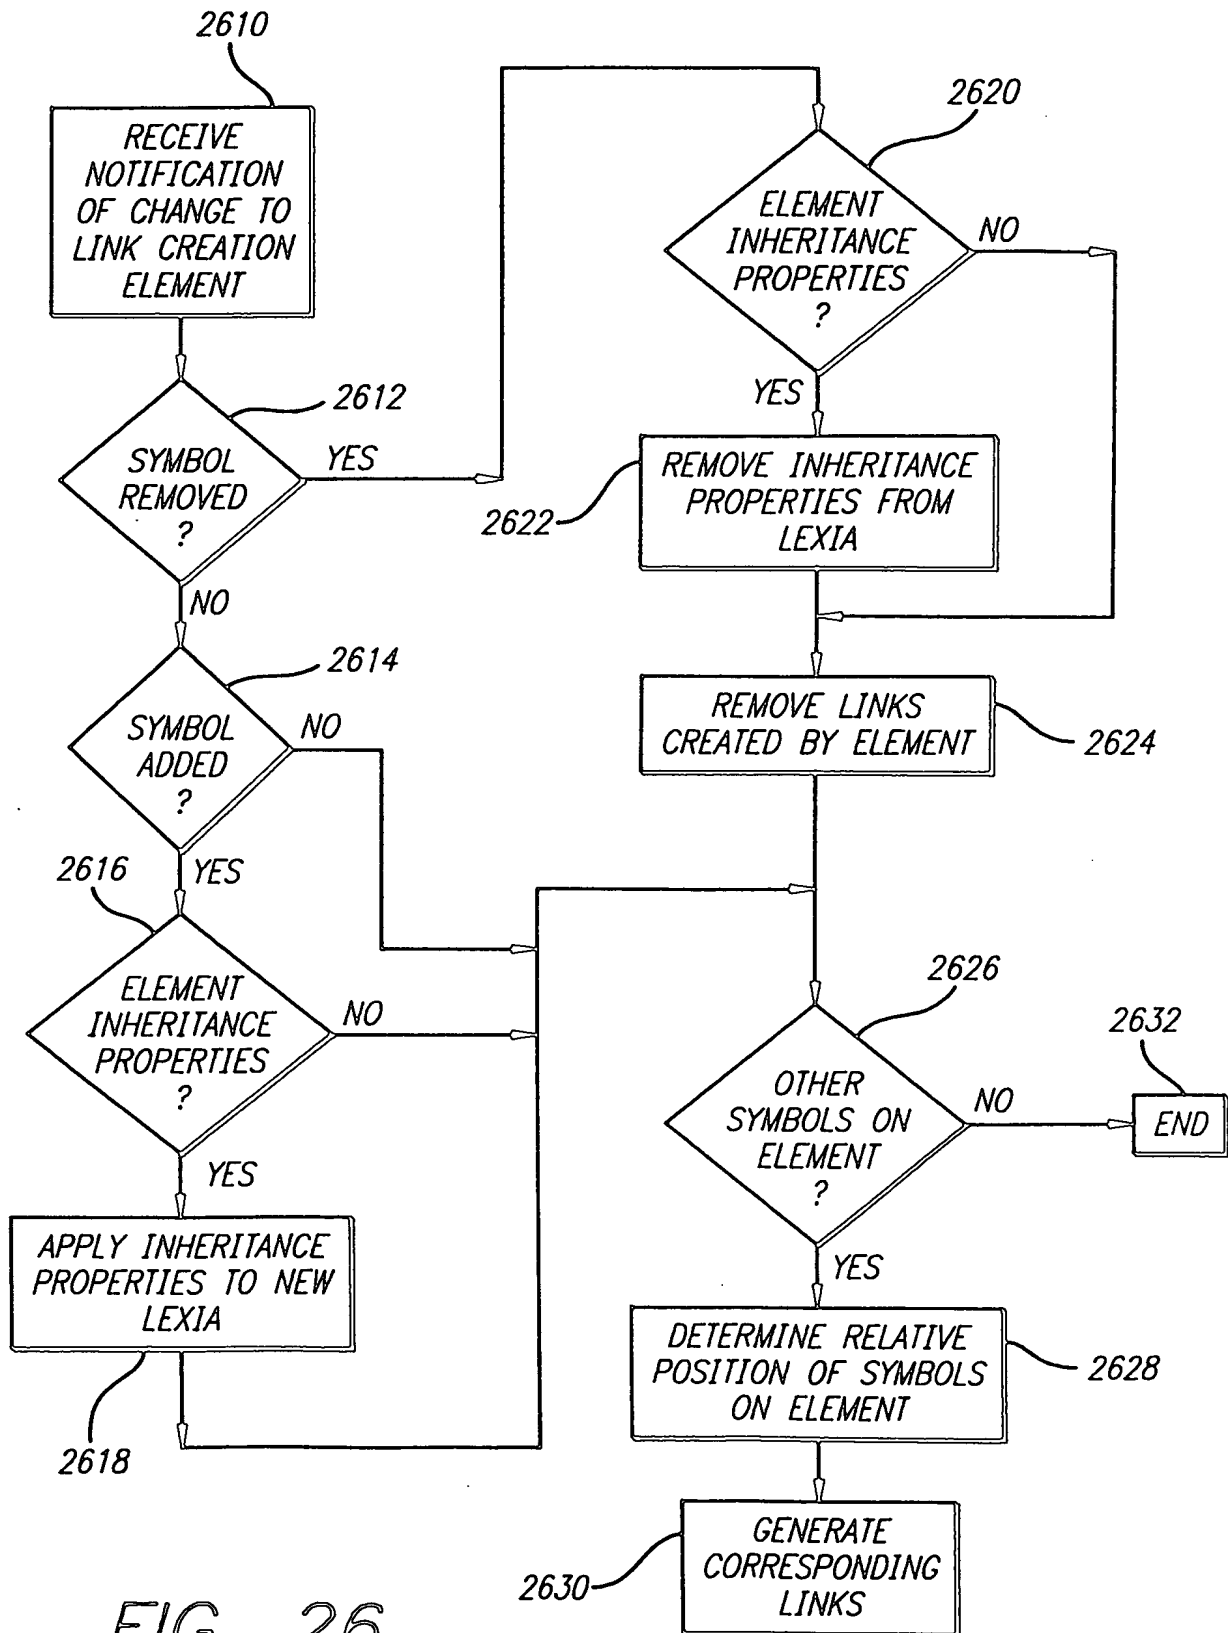 2610
RECEIVE
NOTIFICATION
OF CHANGE TO
LINK CREATION
ELEMENT
2612
SYMBOL
REMOVED
?
YES
NO
2614
SYMBOL
ADDED
?
NO
YES
2616
ELEMENT
INHERITANCE
PROPERTIES
?
NO
YES
APPLY INHERITANCE
PROPERTIES TO NEW
LEXIA
2618
2620
ELEMENT
INHERITANCE
PROPERTIES
?
NO
YES
REMOVE INHERITANCE
PROPERTIES FROM
LEXIA
2622
REMOVE LINKS
CREATED BY ELEMENT
2624
2626
OTHER
SYMBOLS ON
ELEMENT
?
NO
2632
END
YES
DETERMINE RELATIVE
POSITION OF SYMBOLS
ON ELEMENT
2628
GENERATE
CORRESPONDING
LINKS
2630
FIG. 26